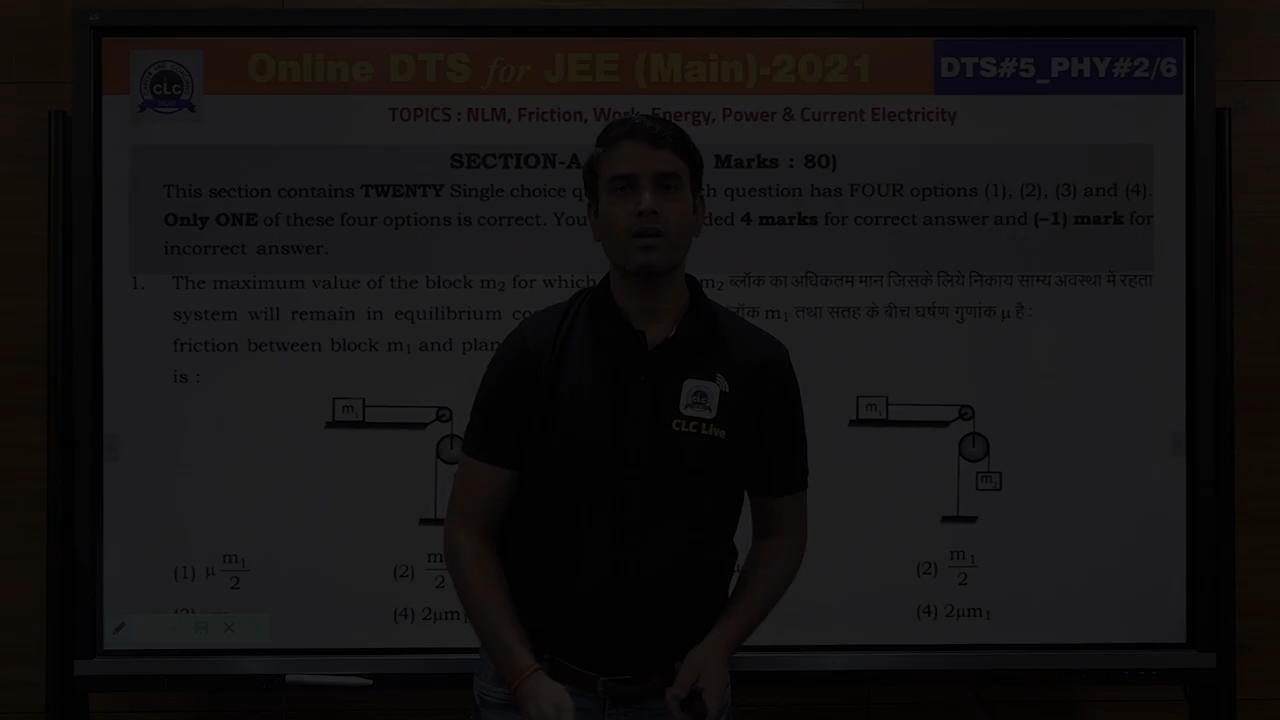 Online DTS for JEE (Main)-2021
DTS#5_PHY#2/6
CLC
TOPICS : NLM, Friction, Work, Energy, Power & Current Electricity
SECTION-A Marks : 80)
This section contains TWENTY Single choice question has FOUR options (1), (2), (3) and (4).
Only ONE of these four options is correct. You 4 marks for correct answer and (–1) mark for
incorrect answer.
1. The maximum value of the block m₂ for which
system will remain in equilibrium
friction between block m₁ and
is :
m₂ ब्लॉक का अधिकतम मान जिसके लिये निकाय साम्य अवस्था में रहता
m₁ तथा सतह के बीच घर्षण गुणांक μ है :
m₁
m₁
m₂
(1) μ m₁/2
(2)
(4) 2μm₁
(2) m₁/2
(4) 2μm₁
CLC Live